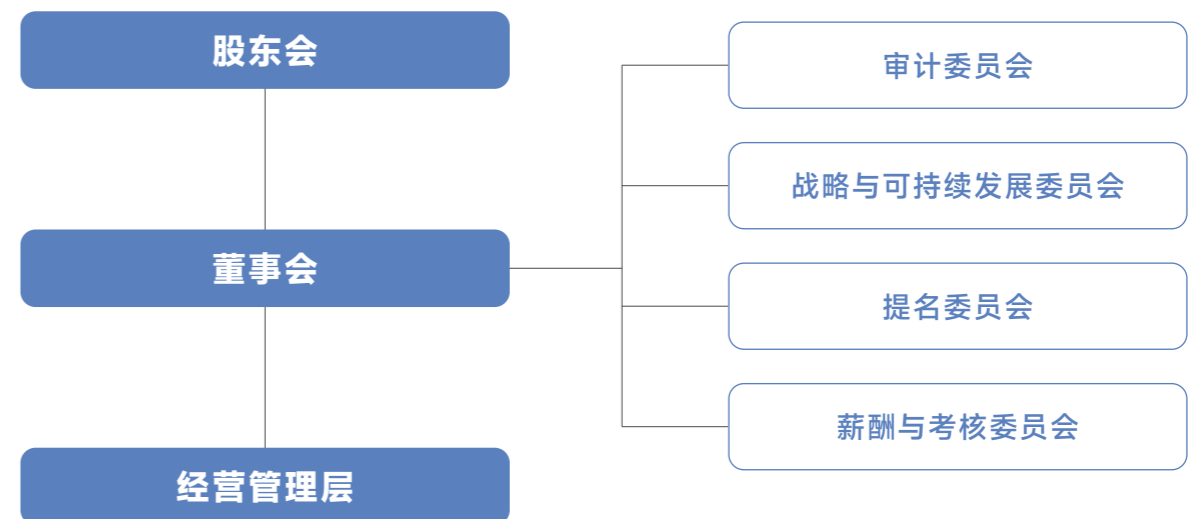 股东会
董事会
经营管理层
审计委员会
战略与可持续发展委员会
提名委员会
薪酬与考核委员会